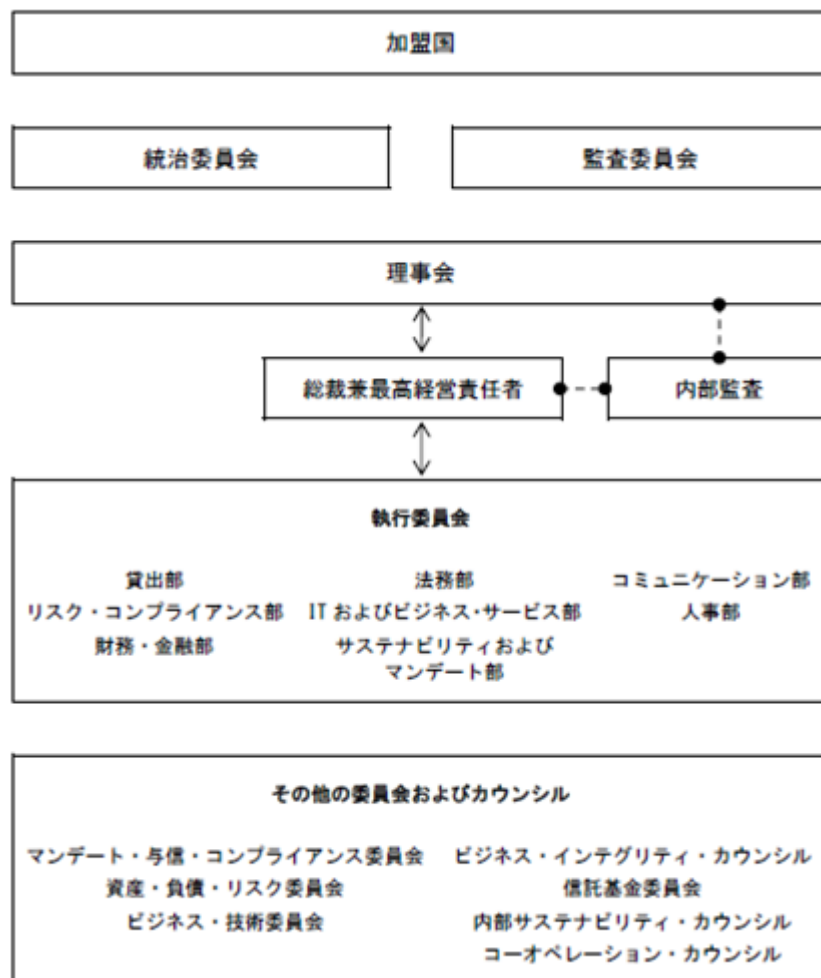 加盟国
統治委員会
監査委員会
理事会
総裁兼最高経営責任者
内部監査
執行委員会
貸出部
法務部
コミュニケーション部
リスク・コンプライアンス部
IT およびビジネス・サービス部
人事部
財務・金融部
サステナビリティおよび
マンデート部
その他の委員会およびカウンシル
マンデート・与信・コンプライアンス委員会
ビジネス・インテグリティ・カウンシル
資産・負債・リスク委員会
信託基金委員会
ビジネス・技術委員会
内部サステナビリティ・カウンシル
コーオペレーション・カウンシル